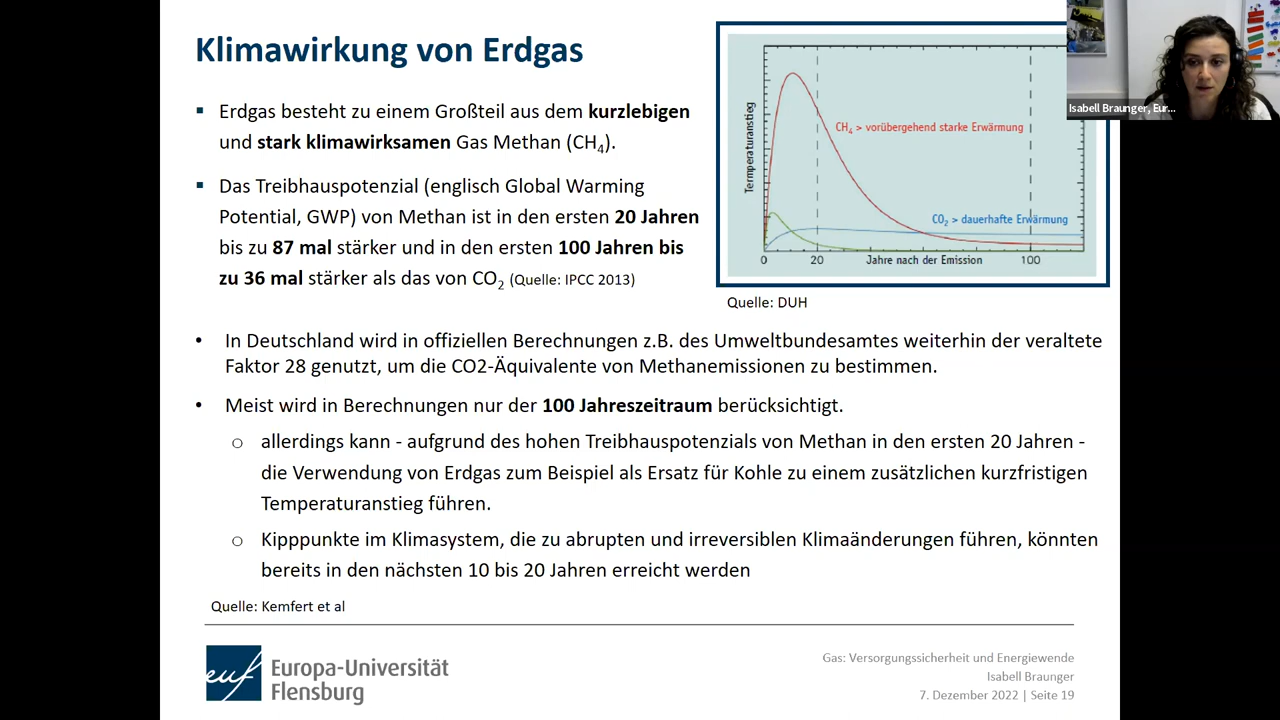 Klimawirkung von Erdgas
Erdgas besteht zu einem Großteil aus dem kurzlebigen
und stark klimawirksamen Gas Methan (CH₄).
Das Treibhauspotenzial (englisch Global Warming
Potential, GWP) von Methan ist in den ersten 20 Jahren
bis zu 87 mal stärker und in den ersten 100 Jahren bis
zu 36 mal stärker als das von CO₂ (Quelle: IPCC 2013)
Termperaturanstieg
CH₄ > vorübergehend starke Erwärmung
CO₂ > dauerhafte Erwärmung
0 20 Jahre nach der Emission 100
Quelle: DUH
Isabell Braunger, Eur...
In Deutschland wird in offiziellen Berechnungen z.B. des Umweltbundesamtes weiterhin der veraltete
Faktor 28 genutzt, um die CO2-Äquivalente von Methanemissionen zu bestimmen.
Meist wird in Berechnungen nur der 100 Jahreszeitraum berücksichtigt.
allerdings kann - aufgrund des hohen Treibhauspotenzials von Methan in den ersten 20 Jahren -
die Verwendung von Erdgas zum Beispiel als Ersatz für Kohle zu einem zusätzlichen kurzfristigen
Temperaturanstieg führen.
Kipppunkte im Klimasystem, die zu abrupten und irreversiblen Klimaänderungen führen, könnten
bereits in den nächsten 10 bis 20 Jahren erreicht werden
Quelle: Kemfert et al
euf
Europa-Universität
Flensburg
Gas: Versorgungssicherheit und Energiewende
Isabell Braunger
7. Dezember 2022 | Seite 19